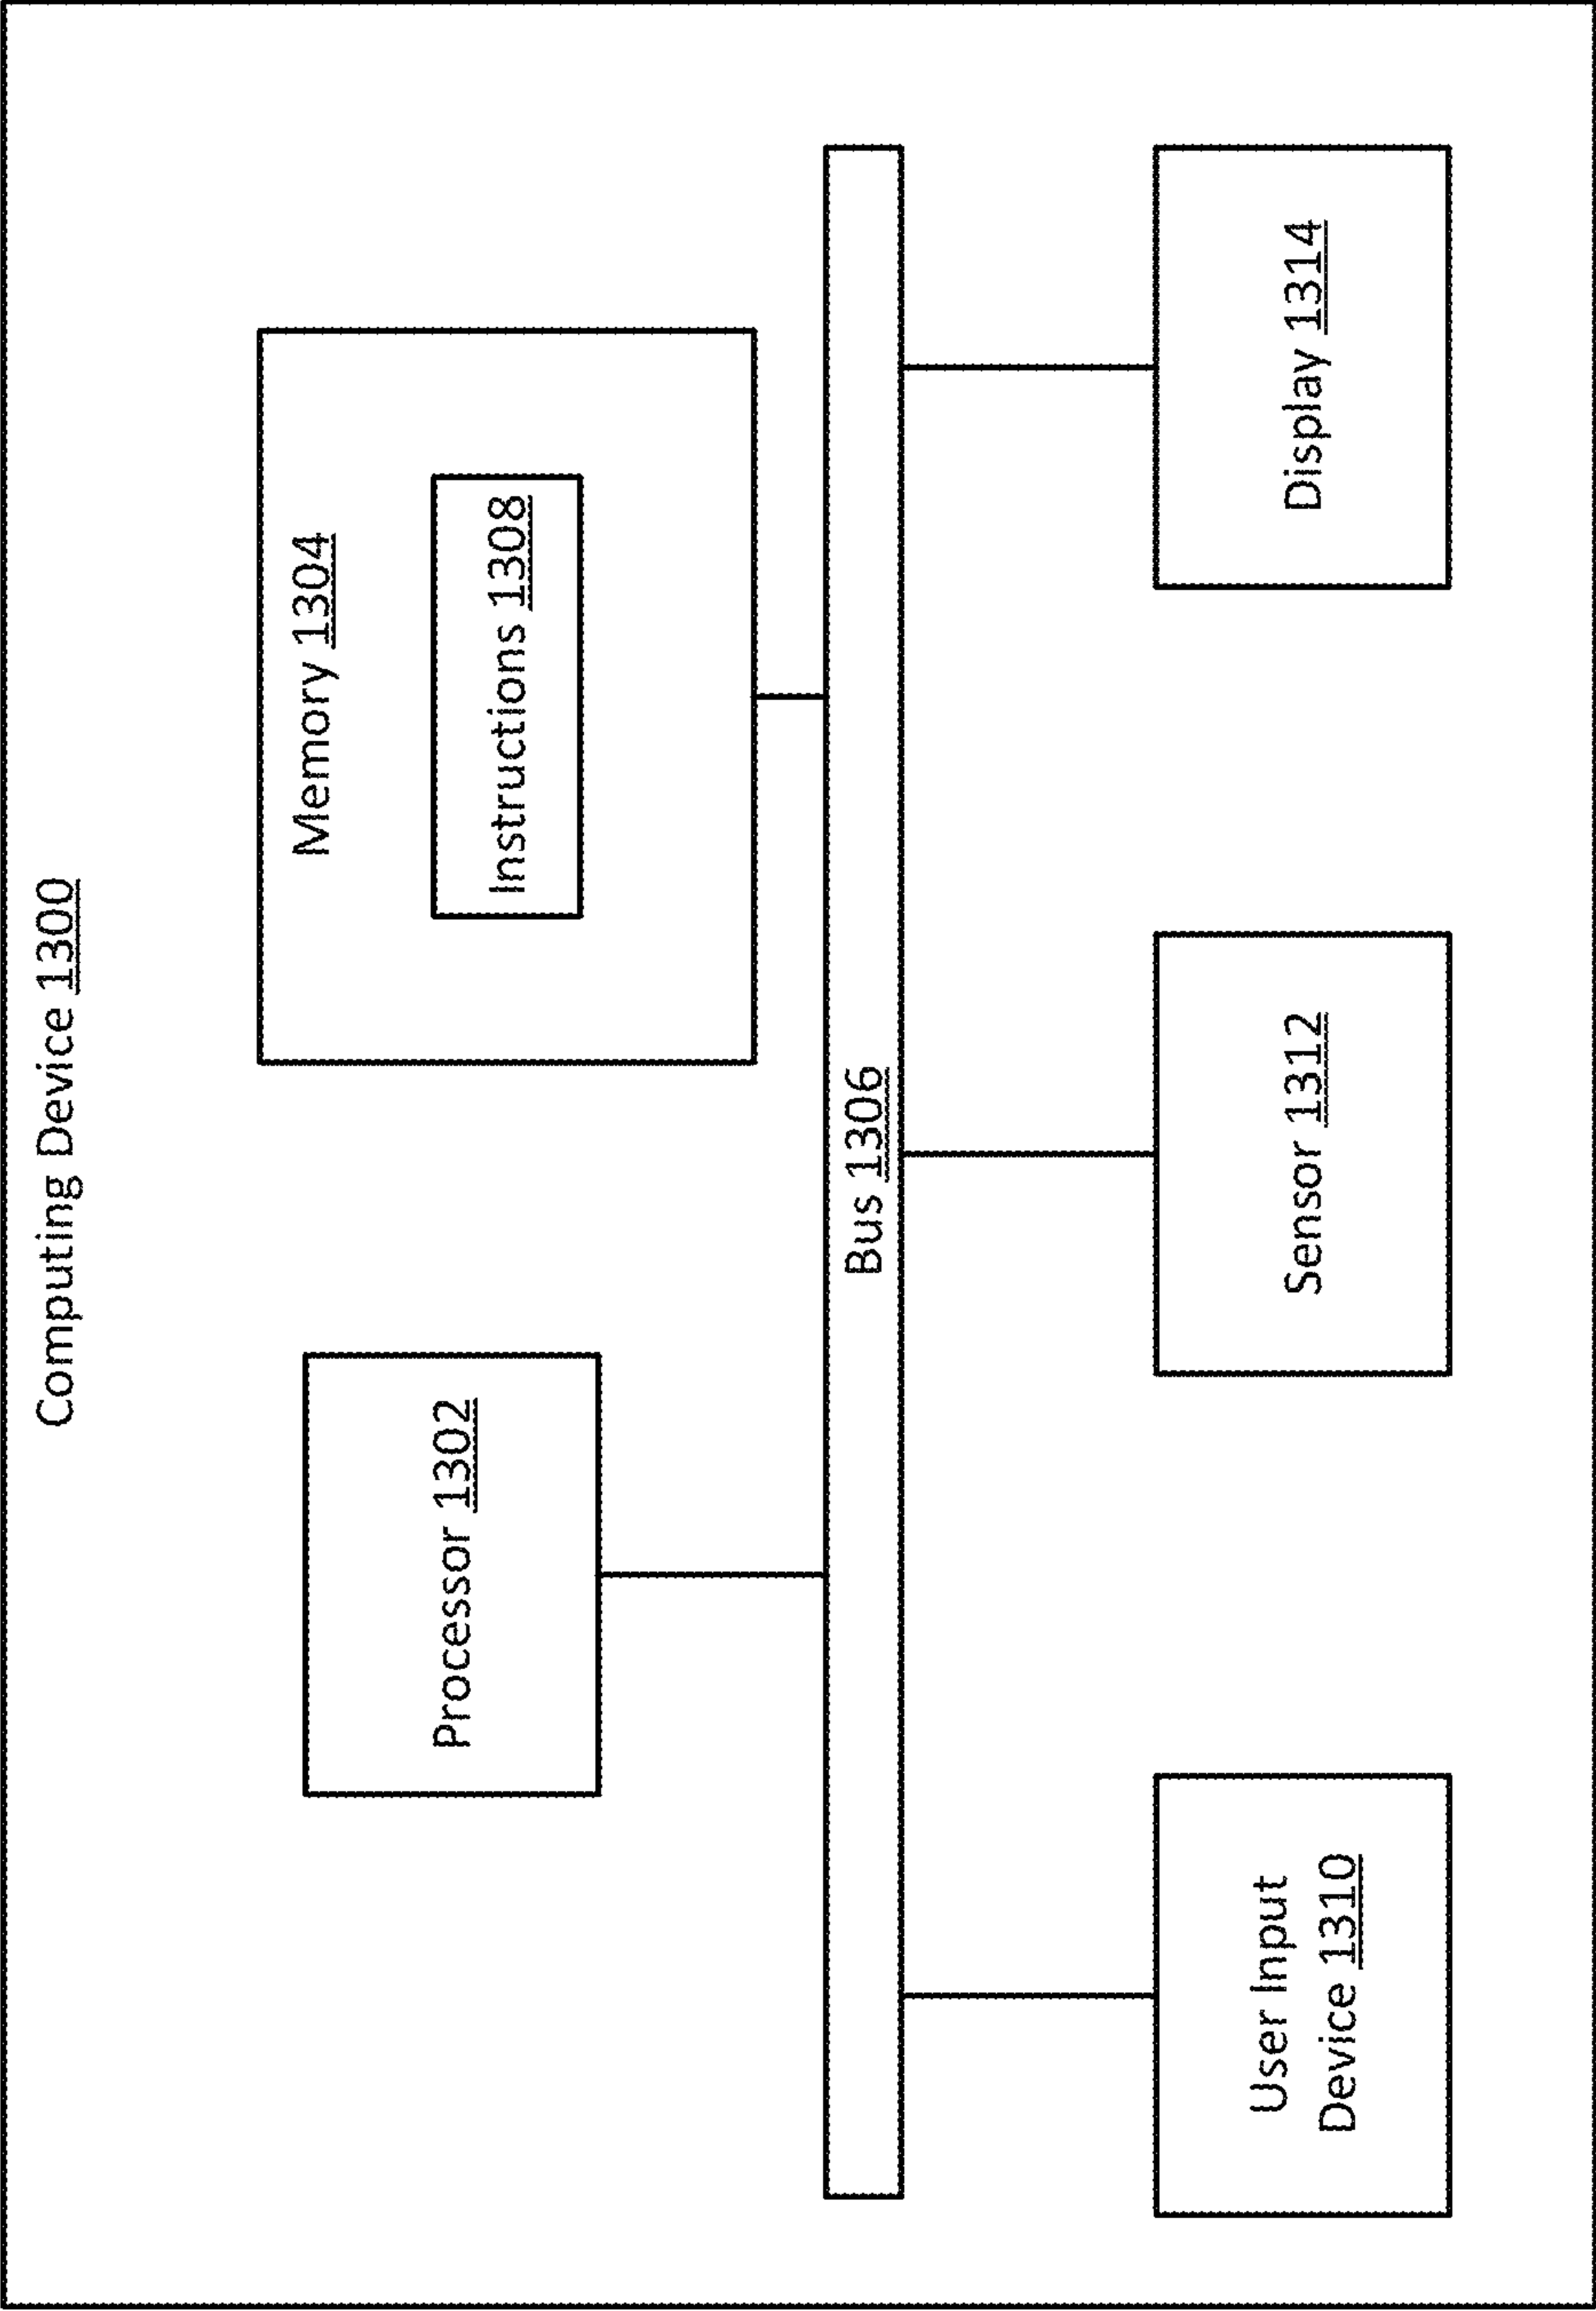 Computing Device 1300
Processor 1302
Memory 1304
Instructions 1308
Bus 1306
User Input
Device 1310
Sensor 1312
Display 1314